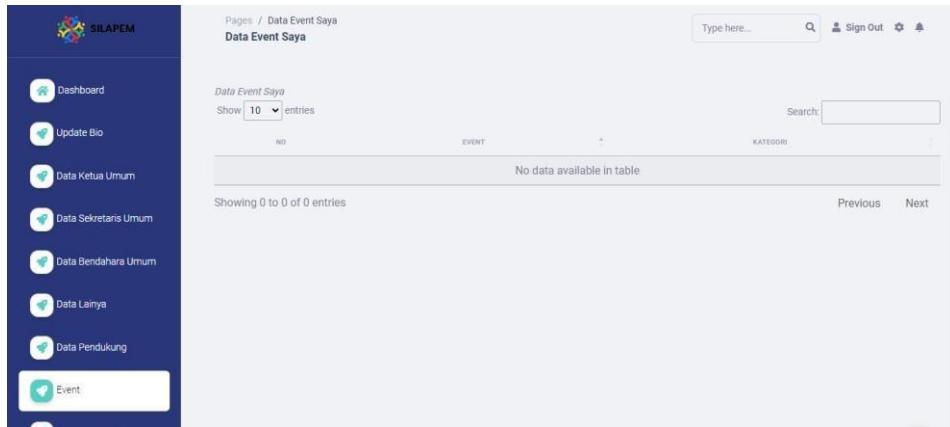 SILAPEM
Dashboard
Update Bio
Data Ketua Umum
Data Sekretaris Umum
Data Bendahara Umum
Data Lainya
Data Pendukung
Event
Pages / Data Event Saya
Data Event Saya
Type here...
Sign Out
Data Event Saya
Show 10 entries
Search:
NO EVENT KATEGORI
No data available in table
Showing 0 to 0 of 0 entries
Previous Next